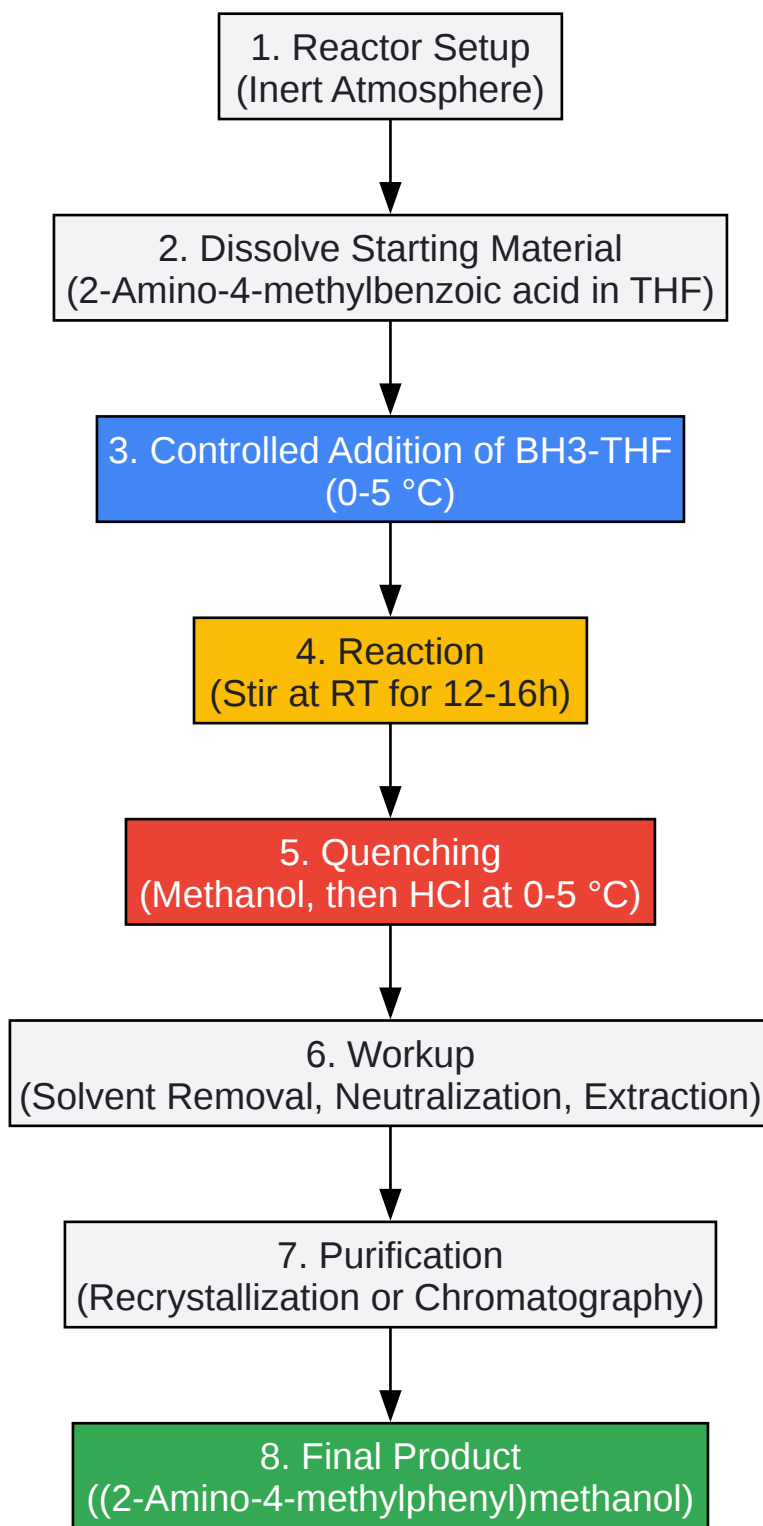 1. Reactor Setup
(Inert Atmosphere)
2. Dissolve Starting Material
(2-Amino-4-methylbenzoic acid in THF)
3. Controlled Addition of BH3-THF
(0-5 °C)
4. Reaction
(Stir at RT for 12-16h)
5. Quenching
(Methanol, then HCl at 0-5 °C)
6. Workup
(Solvent Removal, Neutralization, Extraction)
7. Purification
(Recrystallization or Chromatography)
8. Final Product
((2-Amino-4-methylphenyl)methanol)